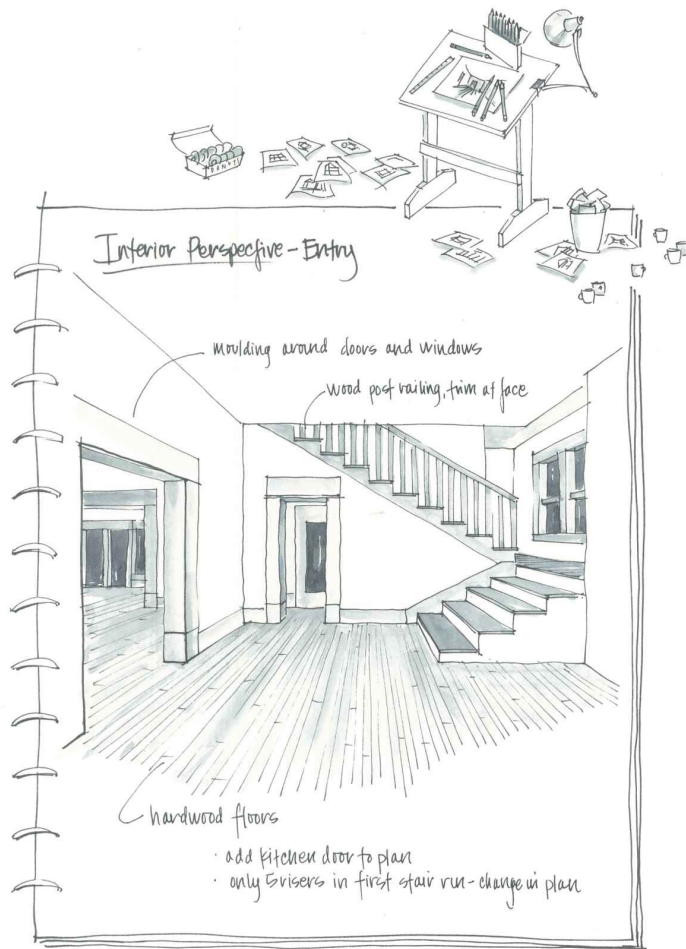 DONUTS
Interior Perspective - Entry
moulding around doors and windows
wood post railing, trim at face
hardwood floors
· add kitchen door to plan
· only 5 risers in first stair run - change in plan